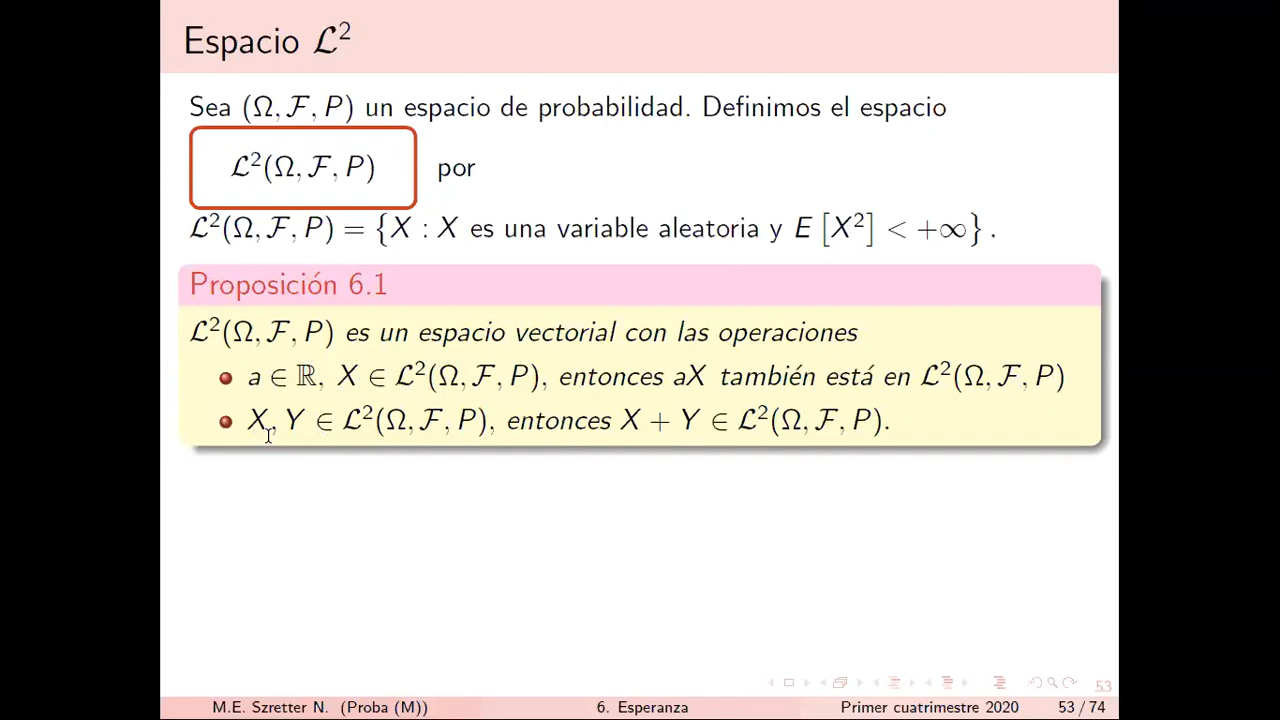 Espacio ℒ²
Sea (Ω, ℱ, P) un espacio de probabilidad. Definimos el espacio
ℒ²(Ω, ℱ, P) por
ℒ²(Ω, ℱ, P) = {X : X es una variable aleatoria y E [X²] < +∞} .
Proposición 6.1
ℒ²(Ω, ℱ, P) es un espacio vectorial con las operaciones
a ∈ ℝ, X ∈ ℒ²(Ω, ℱ, P), entonces aX también está en ℒ²(Ω, ℱ, P)
X, Y ∈ ℒ²(Ω, ℱ, P), entonces X + Y ∈ ℒ²(Ω, ℱ, P).
53
M.E. Szretter N. (Proba (M)) 6. Esperanza Primer cuatrimestre 2020 53 / 74